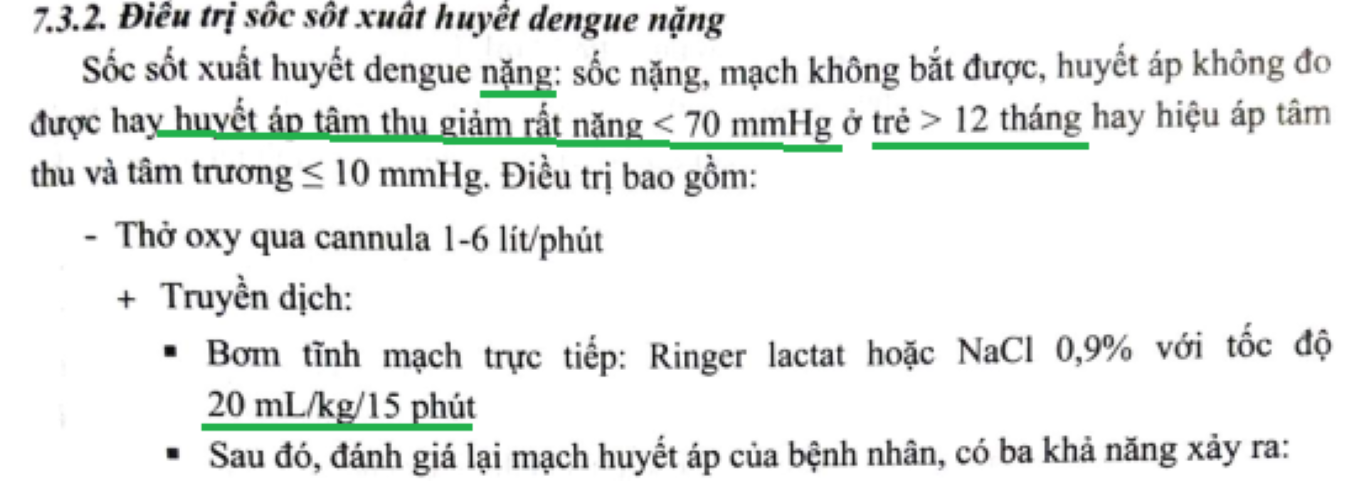 7.3.2. Điều trị sốc sốt xuất huyết dengue nặng
Sốc sốt xuất huyết dengue nặng: sốc nặng, mạch không bắt được, huyết áp không đo
được hay huyết áp tâm thu giảm rất nặng < 70 mmHg ở trẻ > 12 tháng hay hiệu áp tâm
thu và tâm trương ≤ 10 mmHg. Điều trị bao gồm:
- Thở oxy qua cannula 1-6 lít/phút
+ Truyền dịch:
▪ Bơm tĩnh mạch trực tiếp: Ringer lactat hoặc NaCl 0,9% với tốc độ
20 mL/kg/15 phút
▪ Sau đó, đánh giá lại mạch huyết áp của bệnh nhân, có ba khả năng xảy ra: